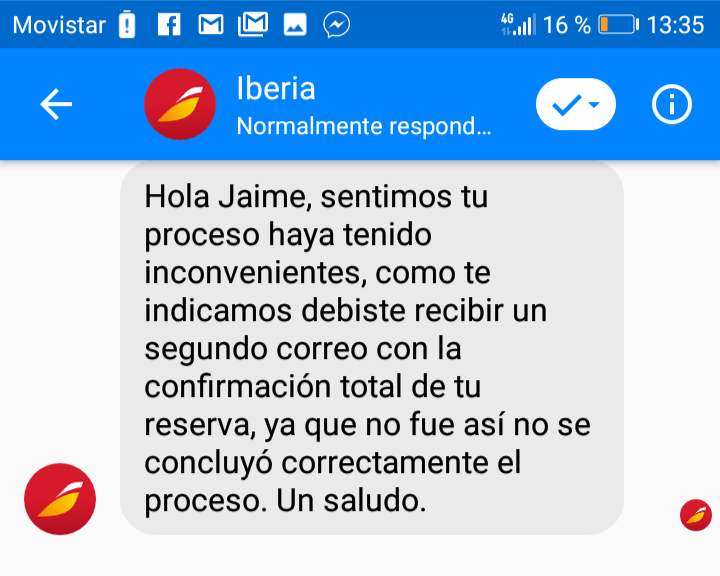 Movistar 4G 16 % 13:35
Iberia
Normalmente respond...
Hola Jaime, sentimos tu
proceso haya tenido
inconvenientes, como te
indicamos debiste recibir un
segundo correo con la
confirmación total de tu
reserva, ya que no fue así no se
concluyó correctamente el
proceso. Un saludo.